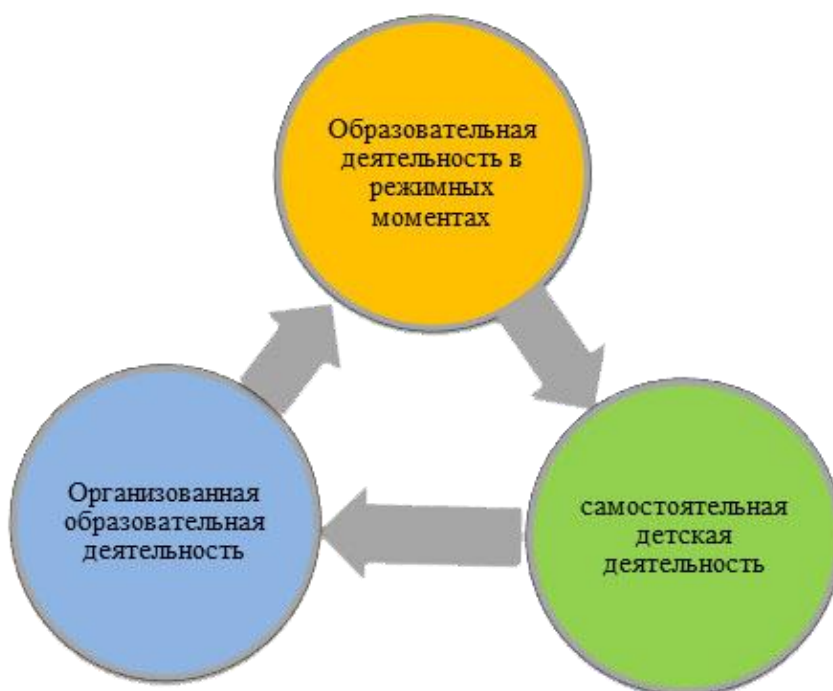 Образовательная
деятельность в
режимных
моментах
Организованная
образовательная
деятельность
самостоятельная
детская
деятельность